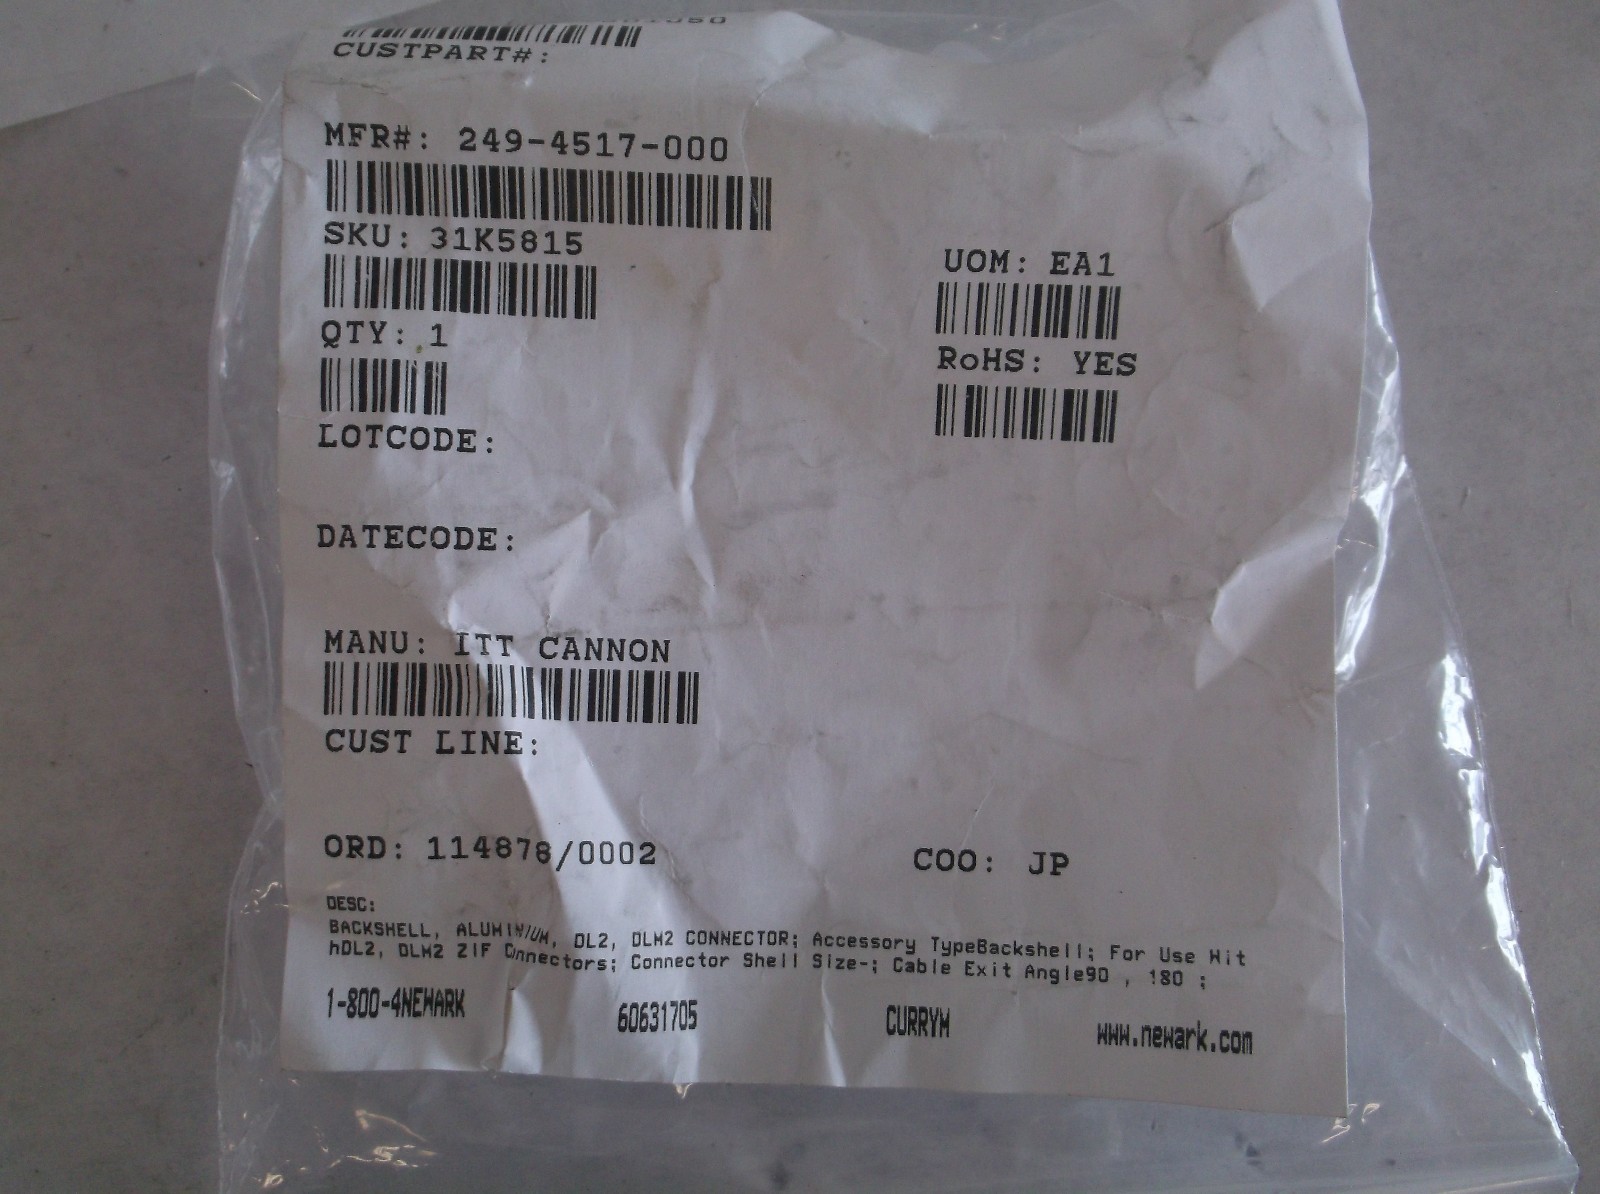 CUSTPART#:
MFR#: 249-4517-000
SKU: 31K5815
UOM: EA1
QTY: 1
RoHS: YES
LOTCODE:
DATECODE:
MANU: ITT CANNON
CUST LINE:
ORD: 114878/0002
COO: JP
DESC:
BACKSHELL, ALUMINIUM, DL2, DLM2 CONNECTOR; Accessory TypeBackshell; For Use Wit
hDL2, DLM2 ZIF Connectors; Connector Shell Size-; Cable Exit Angle90 , 180 ;
1-800-4NEWARK 60631705 CURRYM www.newark.com